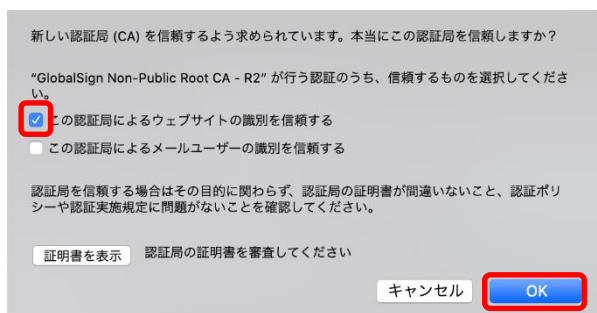 新しい認証局 (CA) を信頼するよう求められています。本当にこの認証局を信頼しますか？
“GlobalSign Non-Public Root CA - R2” が行う認証のうち、信頼するものを選択してくださ
い。
この認証局によるウェブサイトの識別を信頼する
この認証局によるメールユーザーの識別を信頼する
認証局を信頼する場合はその目的に関わらず、認証局の証明書が間違いないこと、認証ポリ
シーや認証実施規定に問題がないことを確認してください。
証明書を表示 認証局の証明書を審査してください
キャンセル OK